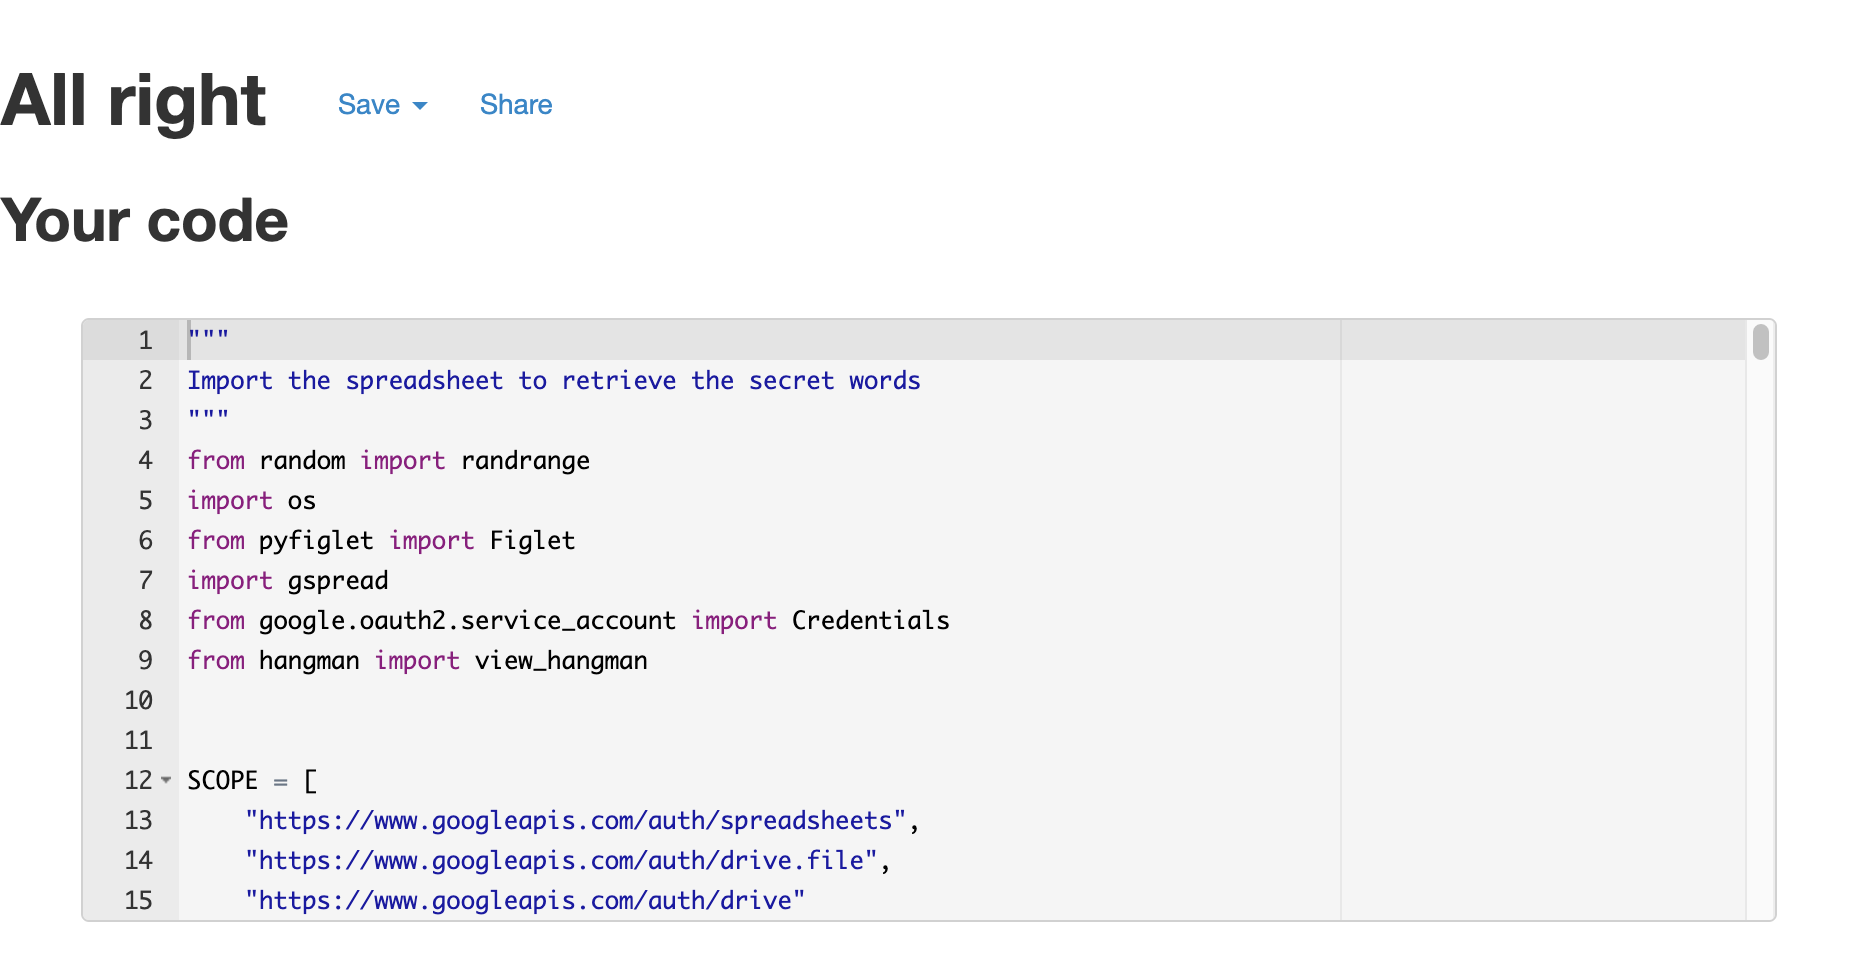 All right Save Share
Your code
1 """
2 Import the spreadsheet to retrieve the secret words
3 """
4 from random import randrange
5 import os
6 from pyfiglet import Figlet
7 import gspread
8 from google.oauth2.service_account import Credentials
9 from hangman import view_hangman
10
11
12 SCOPE = [
13     "https://www.googleapis.com/auth/spreadsheets",
14     "https://www.googleapis.com/auth/drive.file",
15     "https://www.googleapis.com/auth/drive"